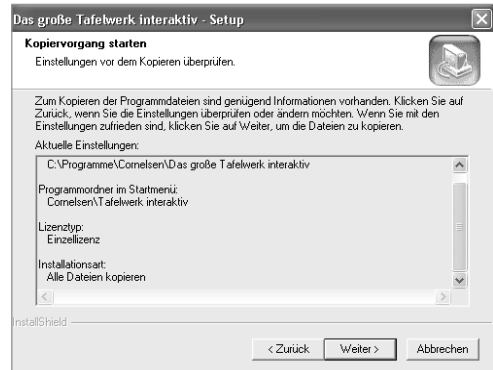 Das große Tafelwerk interaktiv - Setup
Kopiervorgang starten
Einstellungen vor dem Kopieren überprüfen.
Zum Kopieren der Programmdateien sind genügend Informationen vorhanden. Klicken Sie auf
Zurück, wenn Sie die Einstellungen überprüfen oder ändern möchten. Wenn Sie mit den
Einstellungen zufrieden sind, klicken Sie auf Weiter, um die Dateien zu kopieren.
Aktuelle Einstellungen:
C:\Programme\Cornelsen\Das große Tafelwerk interaktiv
Programmordner im Startmenü:
Cornelsen\Tafelwerk interaktiv
Lizenztyp:
Einzellizenz
Installationsart:
Alle Dateien kopieren
InstallShield
< Zurück Weiter > Abbrechen